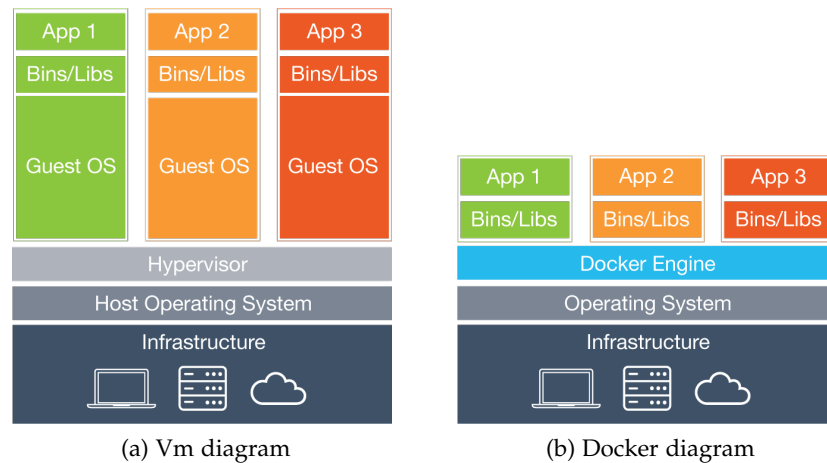 App 1
App 2
App 3
Bins/Libs
Bins/Libs
Bins/Libs
Guest OS
Guest OS
Guest OS
Hypervisor
Host Operating System
Infrastructure
(a) Vm diagram
App 1
App 2
App 3
Bins/Libs
Bins/Libs
Bins/Libs
Docker Engine
Operating System
Infrastructure
(b) Docker diagram